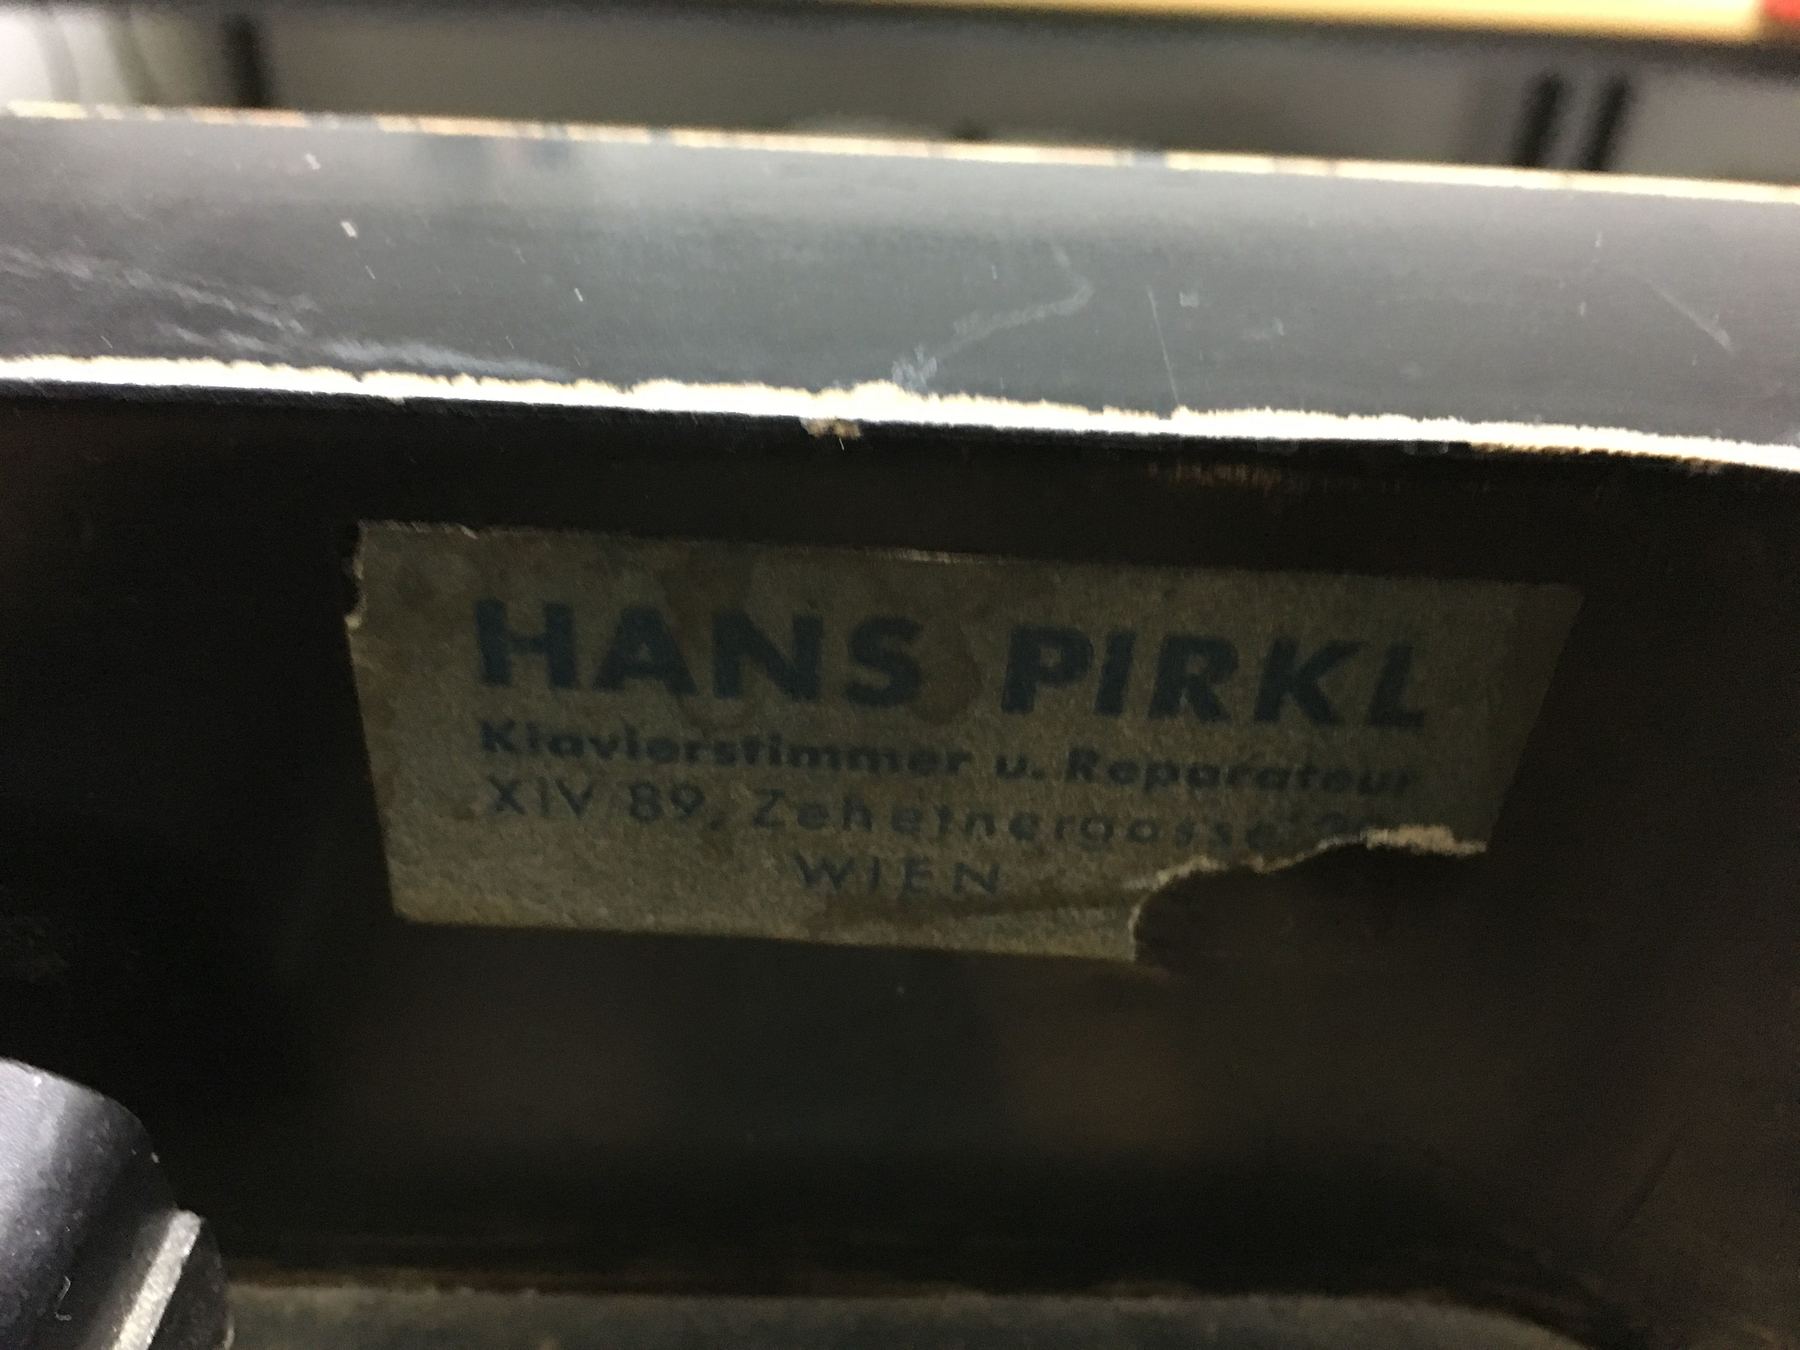 HANS PIRKL
Klavierstimmer u. Reparateur
XIV 89, Zehetnergasse
WIEN